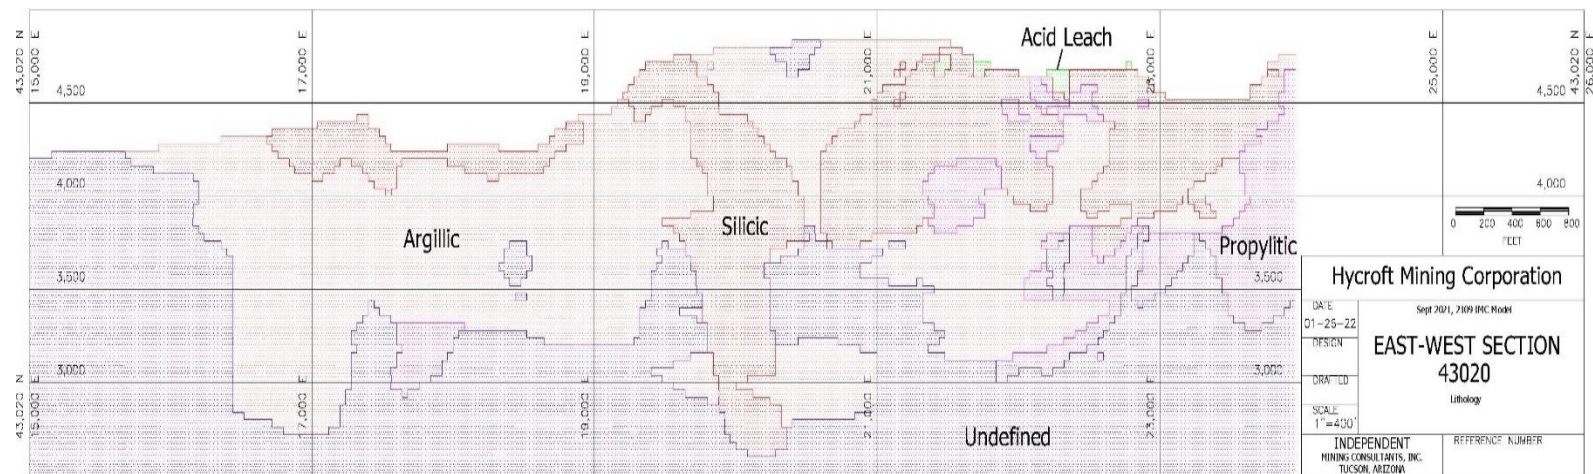 43,020 N
15,000 E
17,000 E
19,000 E
21,000 E
23,000 E
25,000 E
43,020 N
26,000 E
Acid Leach
4,500
4,500
4,000
4,000
0 200 400 600 800
FEET
Argillic
Silicic
Propylitic
3,500
3,500
3,000
3,000
Undefined
43,020 N
15,000 E
17,000 E
19,000 E
21,000 E
23,000 E
Hycroft Mining Corporation
DATE
01-26-22
Sept 2021, 2109 IMC Model
DESIGN
EAST-WEST SECTION
43020
DRAFTED
Lithology
SCALE
1"=400'
INDEPENDENT
MINING CONSULTANTS, INC.
TUCSON, ARIZONA
REFERENCE NUMBER